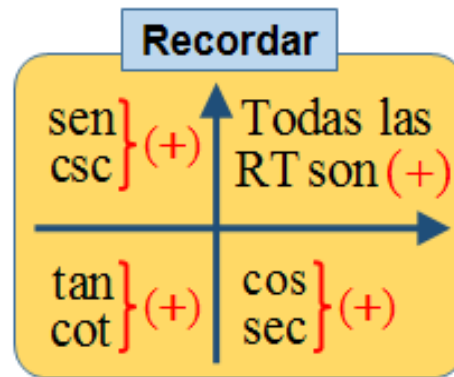 Recordar
sen
csc } (+)
Todas las
RT son (+)
tan
cot } (+)
cos
sec } (+)